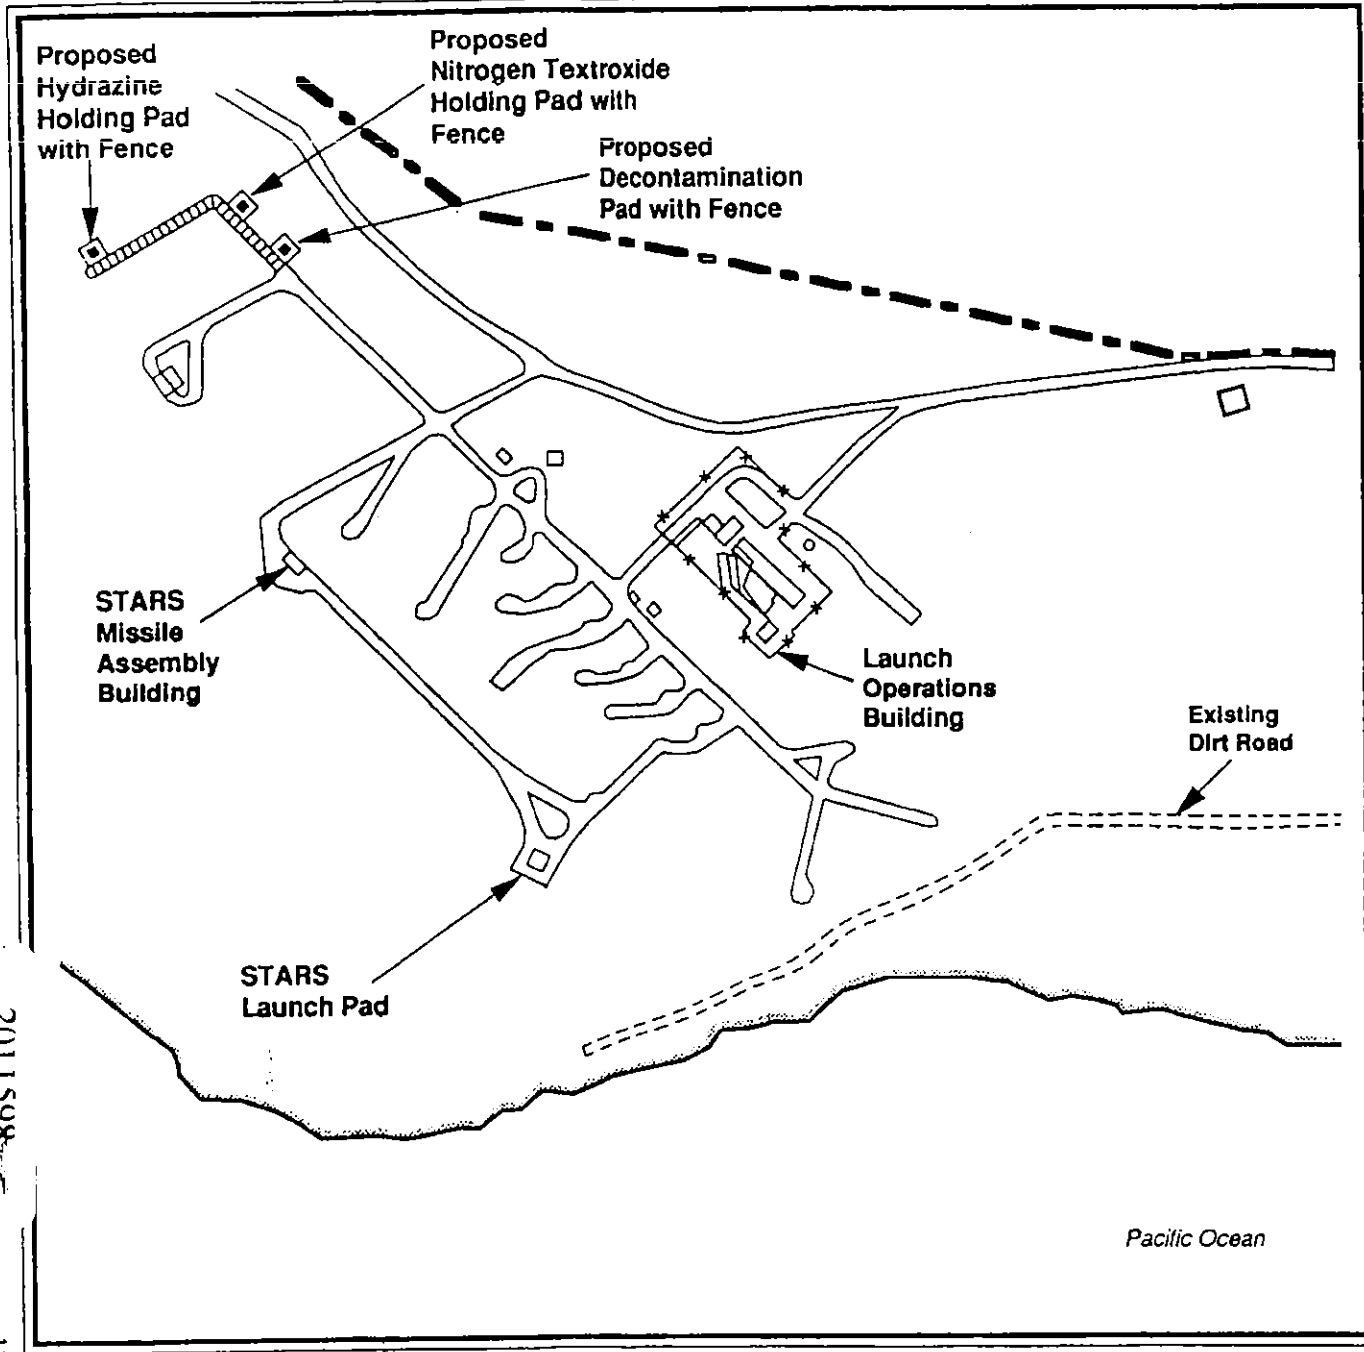 Proposed
Hydrazine
Holding Pad
with Fence
Proposed
Nitrogen Textroxide
Holding Pad with
Fence
Proposed
Decontamination
Pad with Fence
STARS
Missile
Assembly
Building
Launch
Operations
Building
Existing
Dirt Road
STARS
Launch Pad
Pacific Ocean